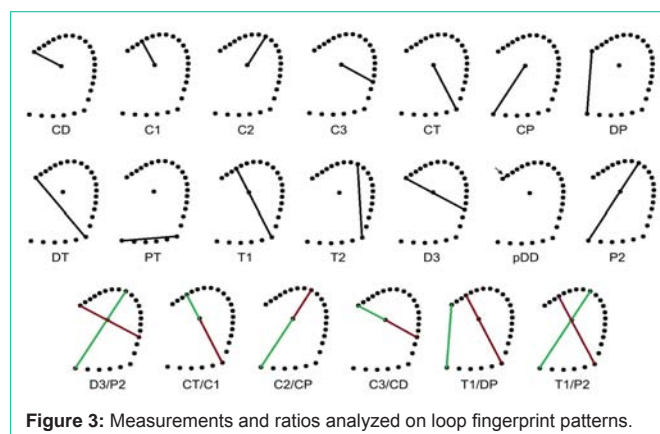 CD C1 C2 C3 CT CP DP
DT PT T1 T2 D3 pDD P2
D3/P2 CT/C1 C2/CP C3/CD T1/DP T1/P2
Figure 3: Measurements and ratios analyzed on loop fingerprint patterns.